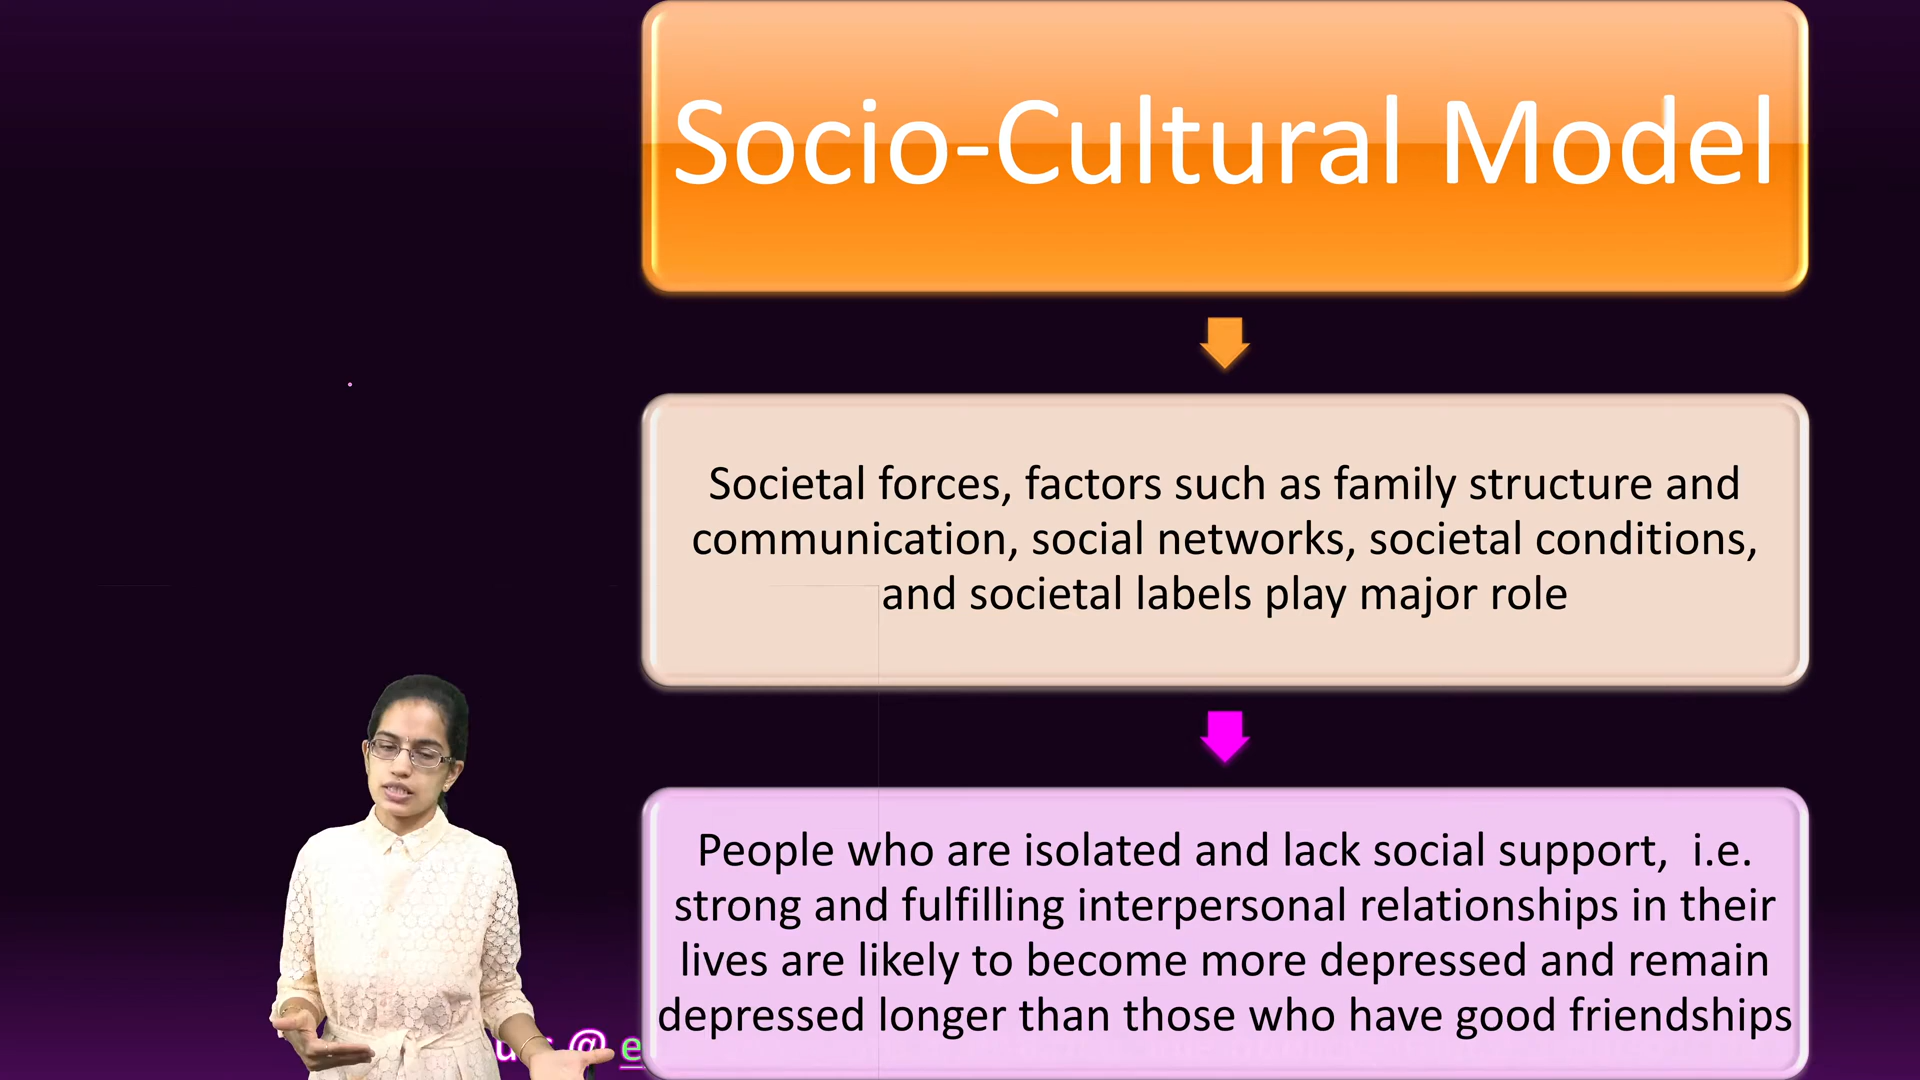 Socio-Cultural Model
Societal forces, factors such as family structure and
communication, social networks, societal conditions,
and societal labels play major role
People who are isolated and lack social support,  i.e.
strong and fulfilling interpersonal relationships in their
lives are likely to become more depressed and remain
depressed longer than those who have good friendships
@